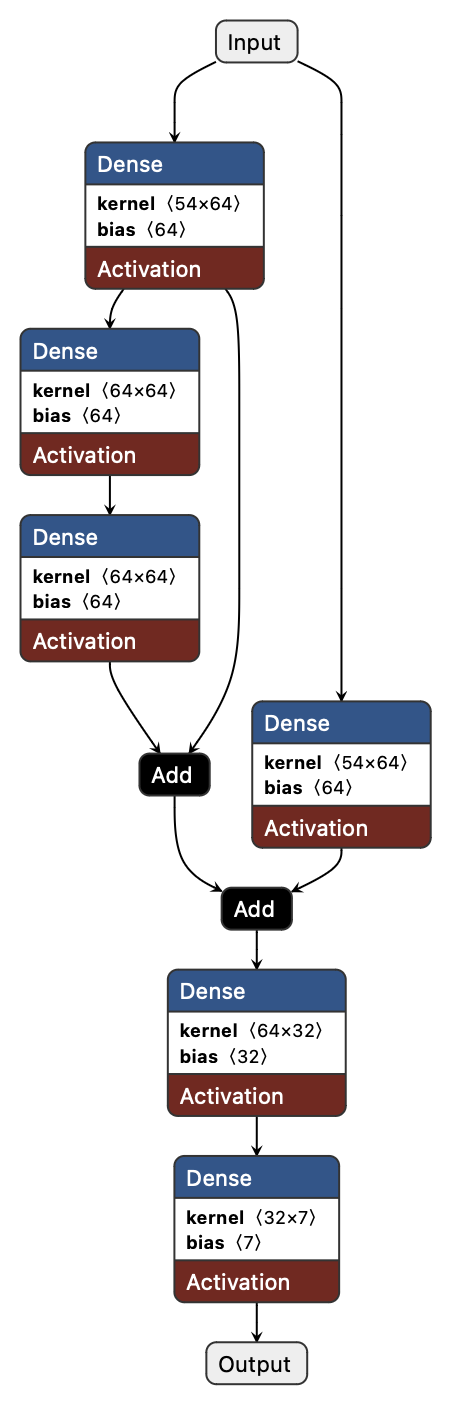 Input
Dense
kernel 〈54×64〉
bias 〈64〉
Activation
Dense
kernel 〈64×64〉
bias 〈64〉
Activation
Dense
kernel 〈64×64〉
bias 〈64〉
Activation
Add
Dense
kernel 〈54×64〉
bias 〈64〉
Activation
Add
Dense
kernel 〈64×32〉
bias 〈32〉
Activation
Dense
kernel 〈32×7〉
bias 〈7〉
Activation
Output